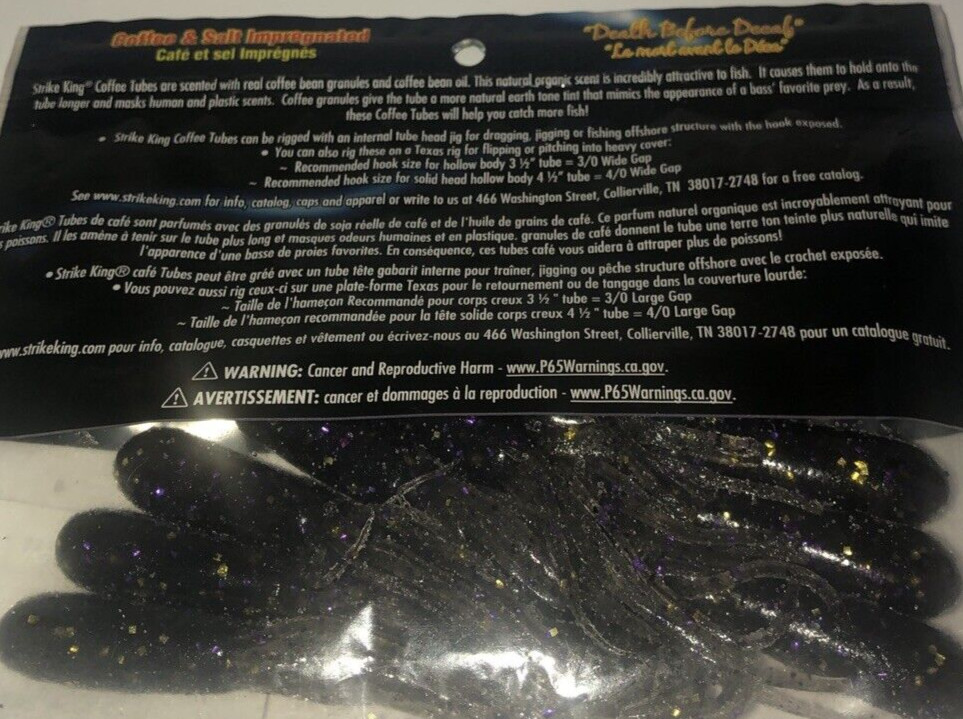 Coffee & Salt Impregnated
Café et sel Imprégnés
"Death Before Decaf"
"La mort avant la Déca"
Strike King® Coffee Tubes are scented with real coffee bean granules and coffee bean oil. This natural organic scent is incredibly attractive to fish. It causes them to hold onto the
tube longer and masks human and plastic scents. Coffee granules give the tube a more natural earth tone tint that mimics the appearance of a bass' favorite prey. As a result,
these Coffee Tubes will help you catch more fish!
• Strike King Coffee Tubes can be rigged with an internal tube head jig for dragging, jigging or fishing offshore structure with the hook exposed.
• You can also rig these on a Texas rig for flipping or pitching into heavy cover:
~ Recommended hook size for hollow body 3 ½" tube = 3/0 Wide Gap
~ Recommended hook size for solid head hollow body 4 ½" tube = 4/0 Wide Gap
See www.strikeking.com for info, catalog, caps and apparel or write to us at 466 Washington Street, Collierville, TN 38017-2748 for a free catalog.
rike King® Tubes de café sont parfumés avec des granulés de soja réelle de café et de l'huile de grains de café. Ce parfum naturel organique est incroyablement attrayant pour
s poissons. Il les amène à tenir sur le tube plus long et masques odeurs humaines et en plastique. granules de café donnent le tube une terre ton teinte plus naturelle qui imite
l'apparence d'une basse de proies favorites. En conséquence, ces tubes café vous aidera à attraper plus de poissons!
• Strike King® café Tubes peut être gréé avec un tube tête gabarit interne pour traîner, jigging ou pêche structure offshore avec le crochet exposée.
• Vous pouvez aussi rig ceux-ci sur une plate-forme Texas pour le retournement ou de tangage dans la couverture lourde:
~ Taille de l'hameçon Recommandé pour corps creux 3 ½ " tube = 3/0 Large Gap
~ Taille de l'hameçon recommandée pour la tête solide corps creux 4 ½ " tube = 4/0 Large Gap
ww.strikeking.com pour info, catalogue, casquettes et vêtement ou écrivez-nous au 466 Washington Street, Collierville, TN 38017-2748 pour un catalogue gratuit.
⚠ WARNING: Cancer and Reproductive Harm - www.P65Warnings.ca.gov.
⚠ AVERTISSEMENT: cancer et dommages à la reproduction - www.P65Warnings.ca.gov.